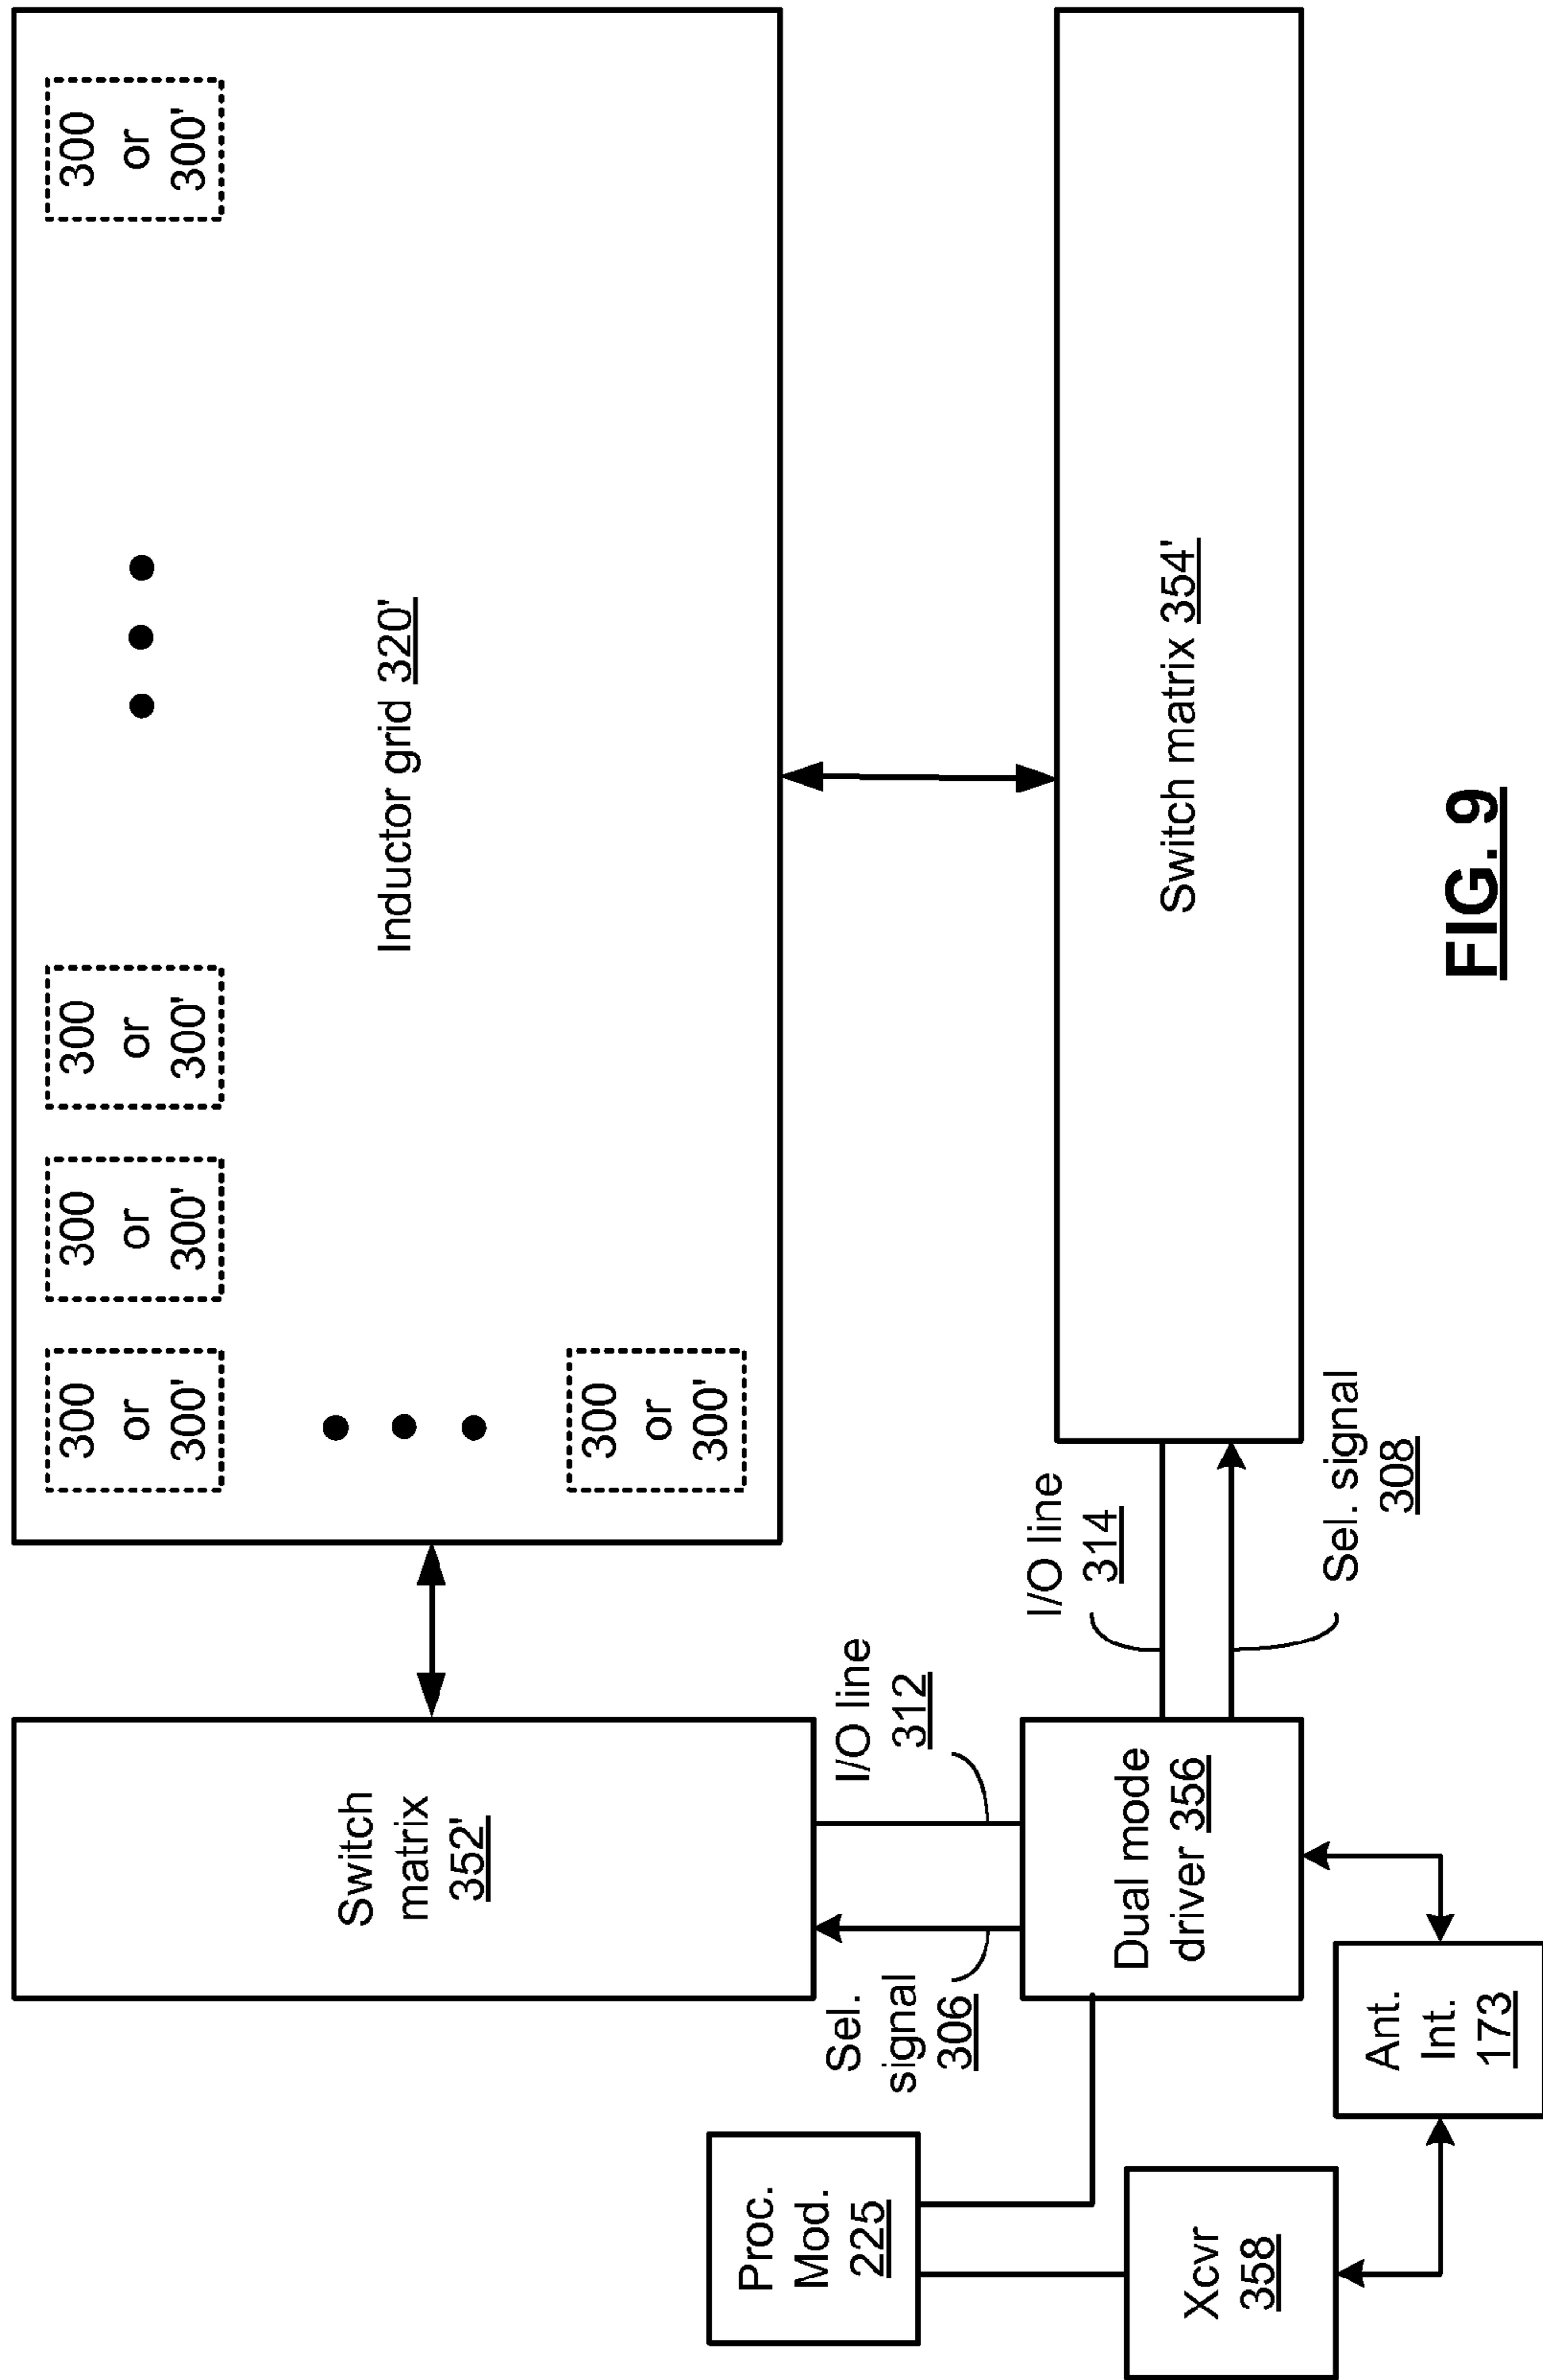 300
or
300'
300
or
300'
300
or
300'
300
or
300'
Inductor grid 320'
300
or
300'
Switch
matrix
352'
I/O line
312
Sel.
signal
306
Proc.
Mod.
225
Dual mode
driver 356
I/O line
314
Sel. signal
308
Switch matrix 354'
Xcvr
358
Ant.
Int.
173
FIG. 9